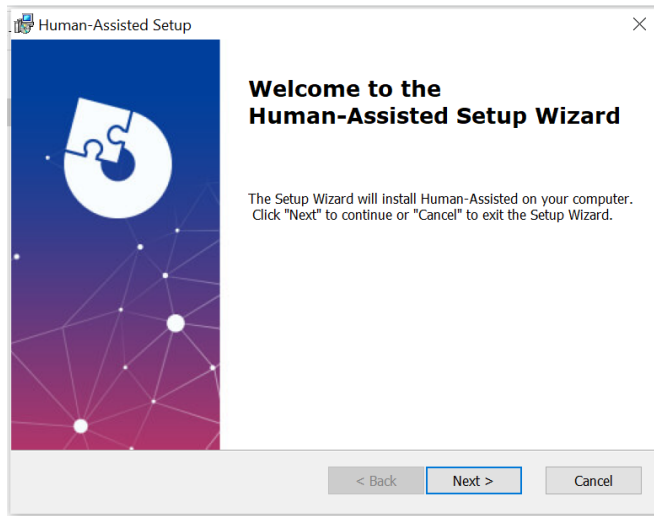 Human-Assisted Setup
Welcome to the
Human-Assisted Setup Wizard
The Setup Wizard will install Human-Assisted on your computer.
Click "Next" to continue or "Cancel" to exit the Setup Wizard.
< Back
Next >
Cancel